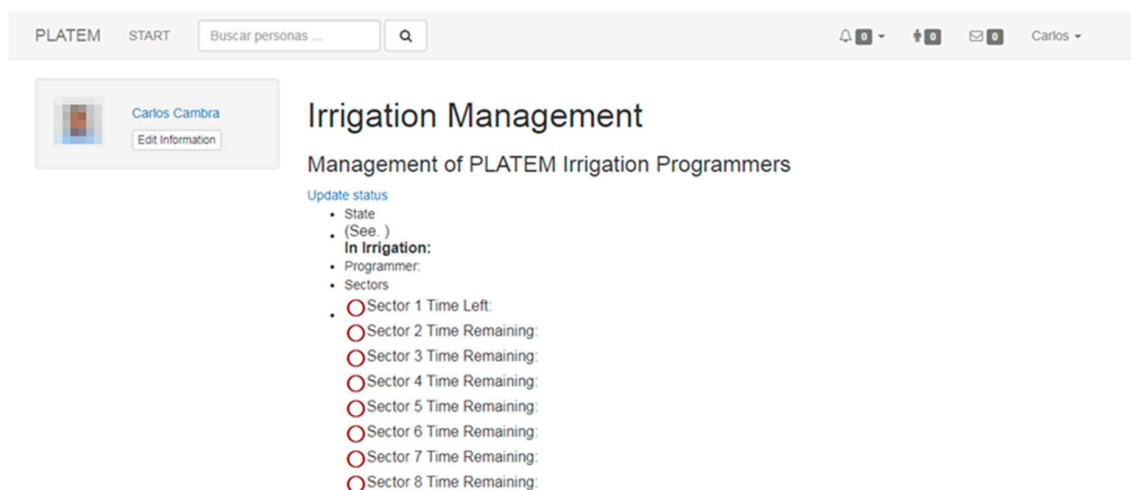 PLATEM START Buscar personas ... 0 0 0 Carlos
Carlos Cambra
Edit Information
Irrigation Management
Management of PLATEM Irrigation Programmers
Update status
State
(See. )
In Irrigation:
Programmer:
Sectors
Sector 1 Time Left:
Sector 2 Time Remaining:
Sector 3 Time Remaining:
Sector 4 Time Remaining:
Sector 5 Time Remaining:
Sector 6 Time Remaining:
Sector 7 Time Remaining:
Sector 8 Time Remaining: